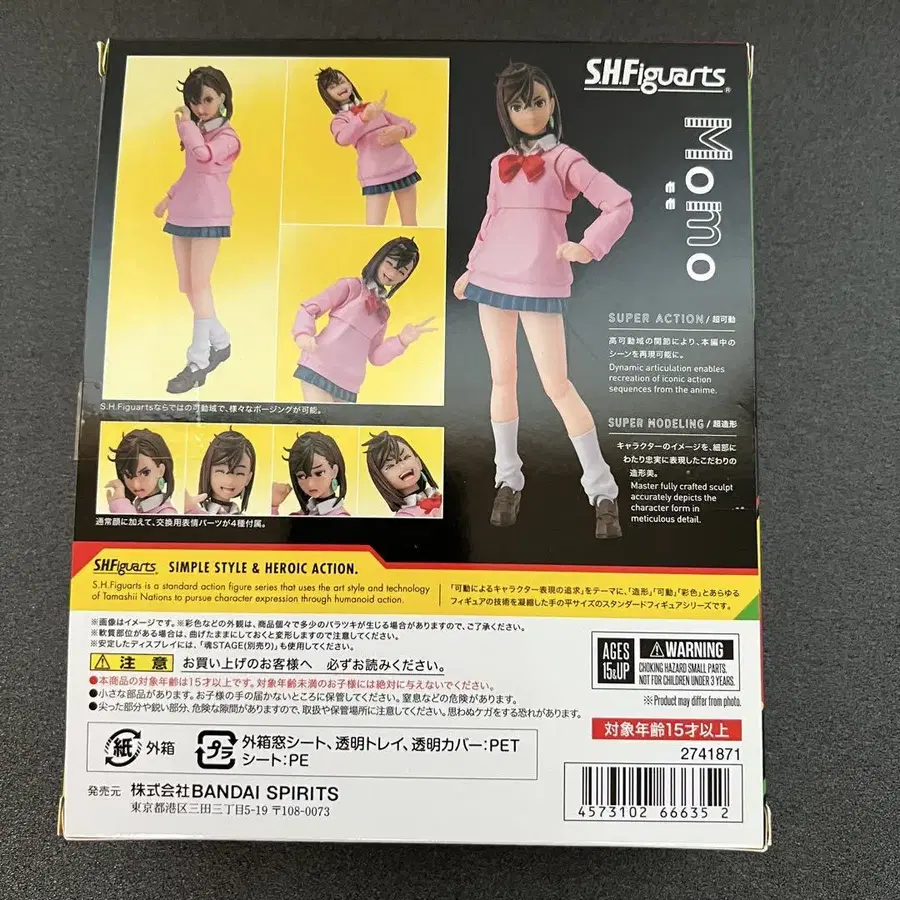 S.H.Figuarts®
Momo
モモ
SUPER ACTION/超可動
高可動域の関節により、本編中の
シーンを再現可能に。
Dynamic articulation enables
recreation of iconic action
sequences from the anime.
SUPER MODELING/超造形
キャラクターのイメージを、細部に
わたり忠実に表現したこだわりの
造形美。
Master fully crafted sculpt
accurately depicts the
character form in
meticulous detail.
S.H.Figuartsならではの可動域で、様々なポージングが可能。
通常顔に加えて、交換用表情パーツが4種付属。
S.H.Figuarts SIMPLE STYLE & HEROIC ACTION.
S.H.Figuarts is a standard action figure series that uses the art style and technology
of Tamashii Nations to pursue character expression through humanoid action.
「可動によるキャラクター表現の追求」をテーマに、「造形」「可動」「彩色」とあらゆる
フィギュアの技術を凝縮した手の平サイズのスタンダードフィギュアシリーズです。
※画像はイメージです。※彩色などの外観は、商品個々で多少のバラツキが生じる場合がありますので、ご了承ください。
※軟質部位がある場合は、曲げたままにしておくと変形しますので注意してください。
※安定したディスプレイには、「魂STAGE(別売り)」も使用してください。
注意 お買い上げのお客様へ 必ずお読みください。
●本商品の対象年齢は15才以上です。対象年齢未満のお子様には絶対に与えないでください。
●小さな部品があります。お子様の手の届かないところに保管してください。窒息などの危険があります。
●尖った部分や鋭い部分、危険な隙間がありますので、取扱や保管場所に注意してください。思わぬケガをする恐れがあります。
AGES
15&UP
WARNING
CHOKING HAZARD SMALL PARTS.
NOT FOR CHILDREN UNDER 3 YEARS.
※Product may differ from photo.
対象年齢15才以上
紙 外箱
プラ 外箱窓シート、透明トレイ、透明カバー:PET
シート:PE
2741871
発売元 株式会社BANDAI SPIRITS
東京都港区三田三丁目5-19 〒108-0073
4573102 66635 2